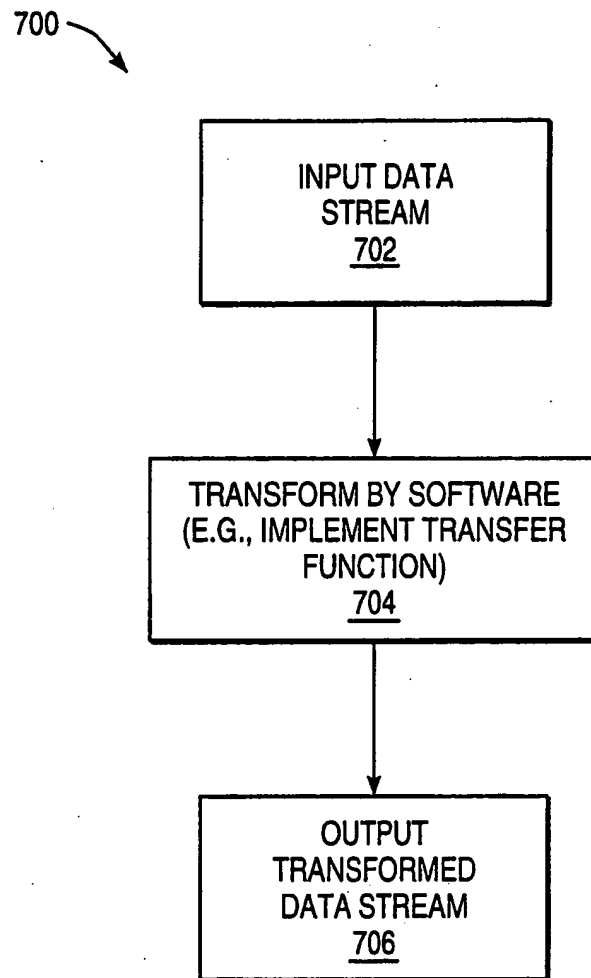 700
INPUT DATA
STREAM
702
TRANSFORM BY SOFTWARE
(E.G., IMPLEMENT TRANSFER
FUNCTION)
704
OUTPUT
TRANSFORMED
DATA STREAM
706